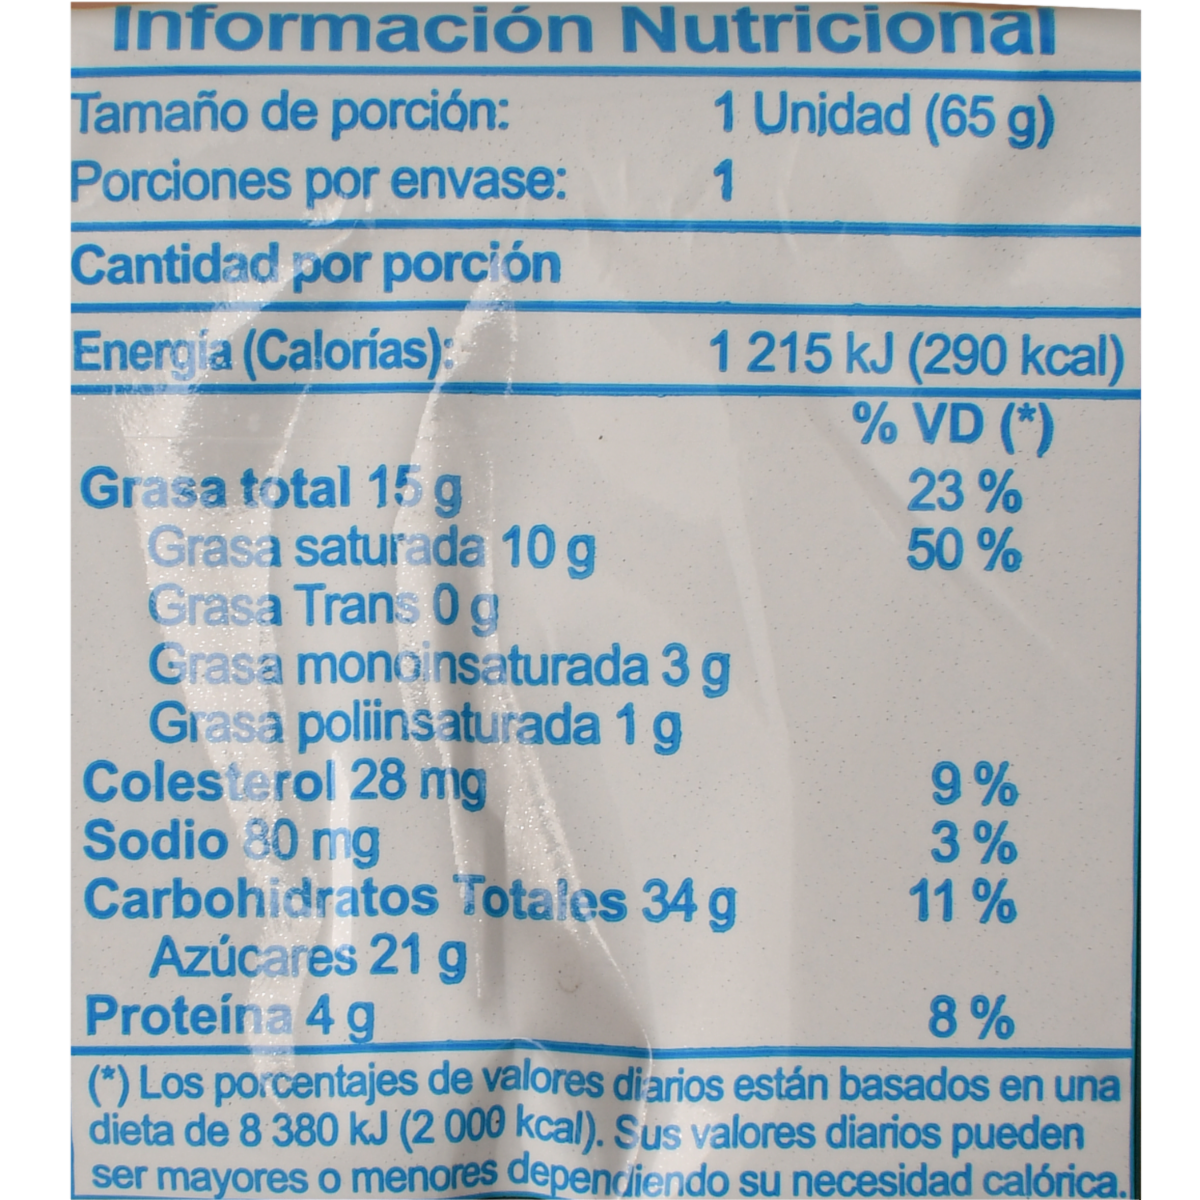 Información Nutricional
Tamaño de porción: 1 Unidad (65 g)
Porciones por envase: 1
Cantidad por porción
Energía (Calorías): 1 215 kJ (290 kcal)
% VD (*)
Grasa total 15 g 23 %
Grasa saturada 10 g 50 %
Grasa Trans 0 g
Grasa monoinsaturada 3 g
Grasa poliinsaturada 1 g
Colesterol 28 mg 9 %
Sodio 80 mg 3 %
Carbohidratos Totales 34 g 11 %
Azúcares 21 g
Proteína 4 g 8 %
(*) Los porcentajes de valores diarios están basados en una
dieta de 8 380 kJ (2 000 kcal). Sus valores diarios pueden
ser mayores o menores dependiendo su necesidad calórica.